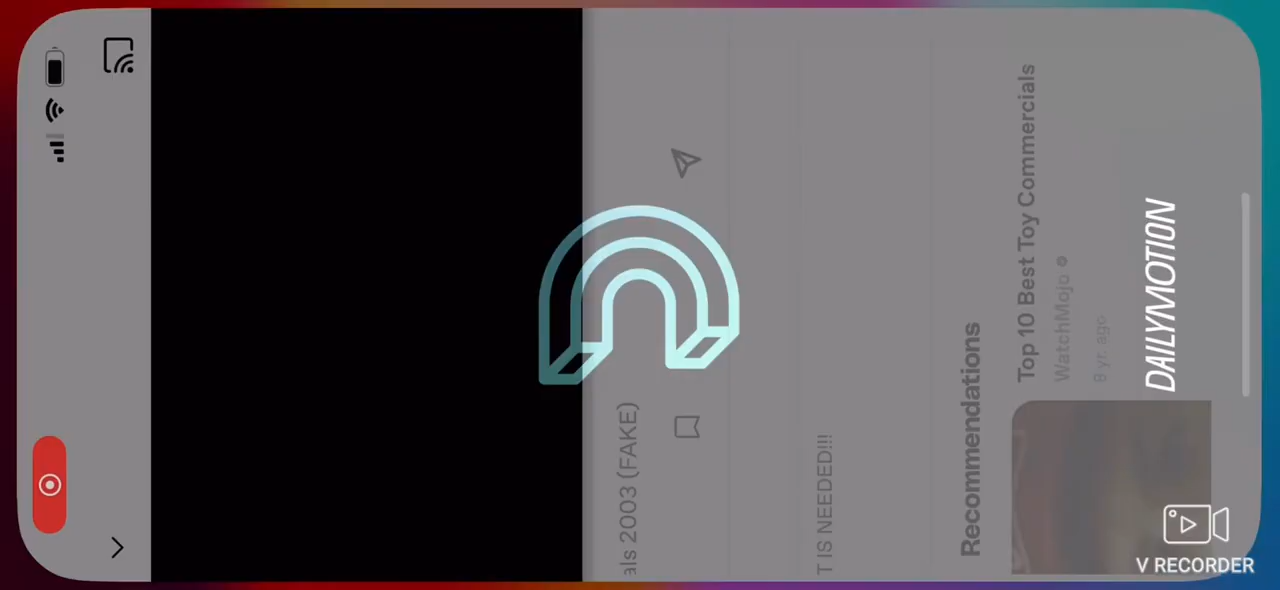 als 2003 (FAKE)
T IS NEEDED!!!
Recommendations
Top 10 Best Toy Commercials
WatchMojo
8 yr. ago
DAILYMOTION
V RECORDER